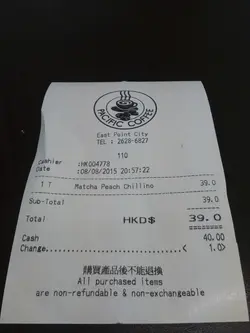 PACIFIC COFFEE
East Point City
TEL : 2628-6827
110
Cashier :HK004778
Date :08/09/2015 20:57:22
1 T Matcha Peach Chillino 39.0
Sub-Total 39.0
Total HKD$ 39.0
Cash 40.00
Change.................< 1.0>
購買產品後不能退換
All purchased items
are non-refundable & non-exchangeable